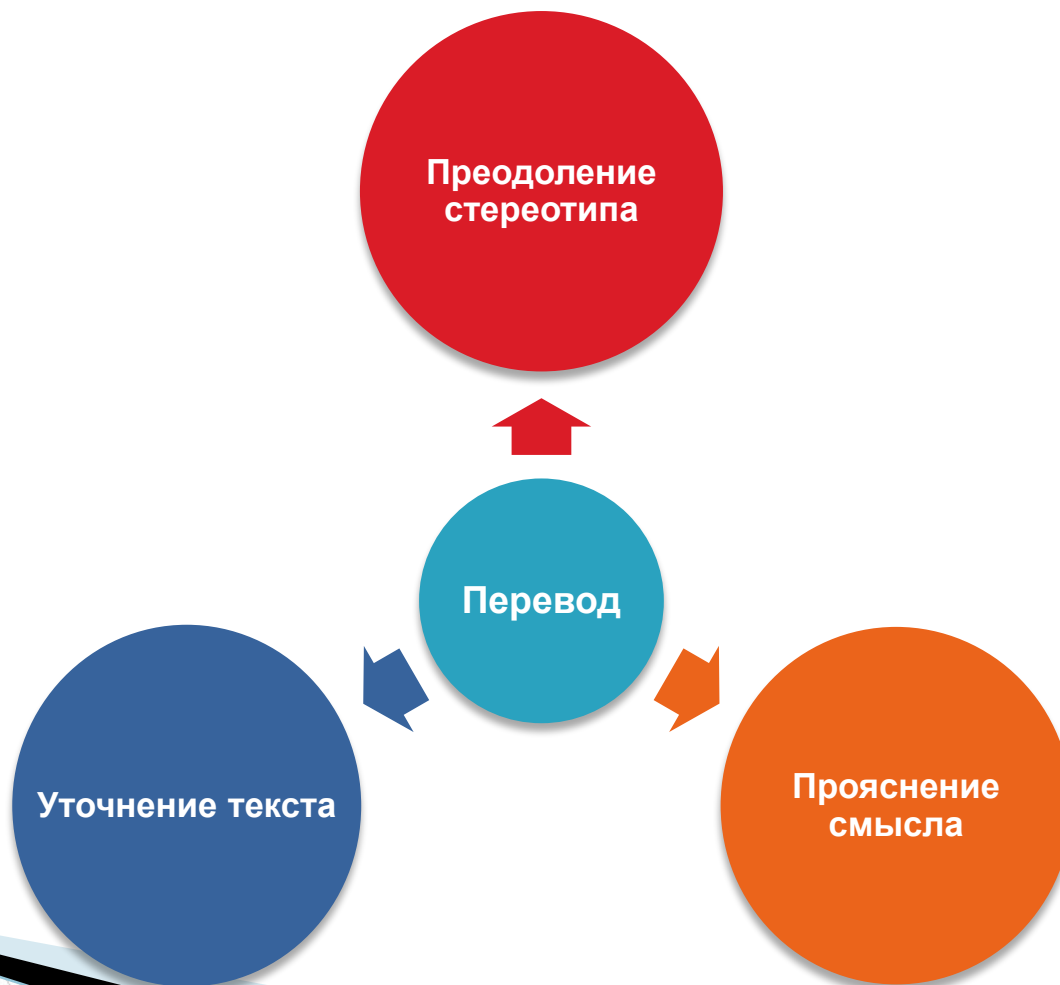 Преодоление
стереотипа
Перевод
Уточнение текста
Прояснение
смысла